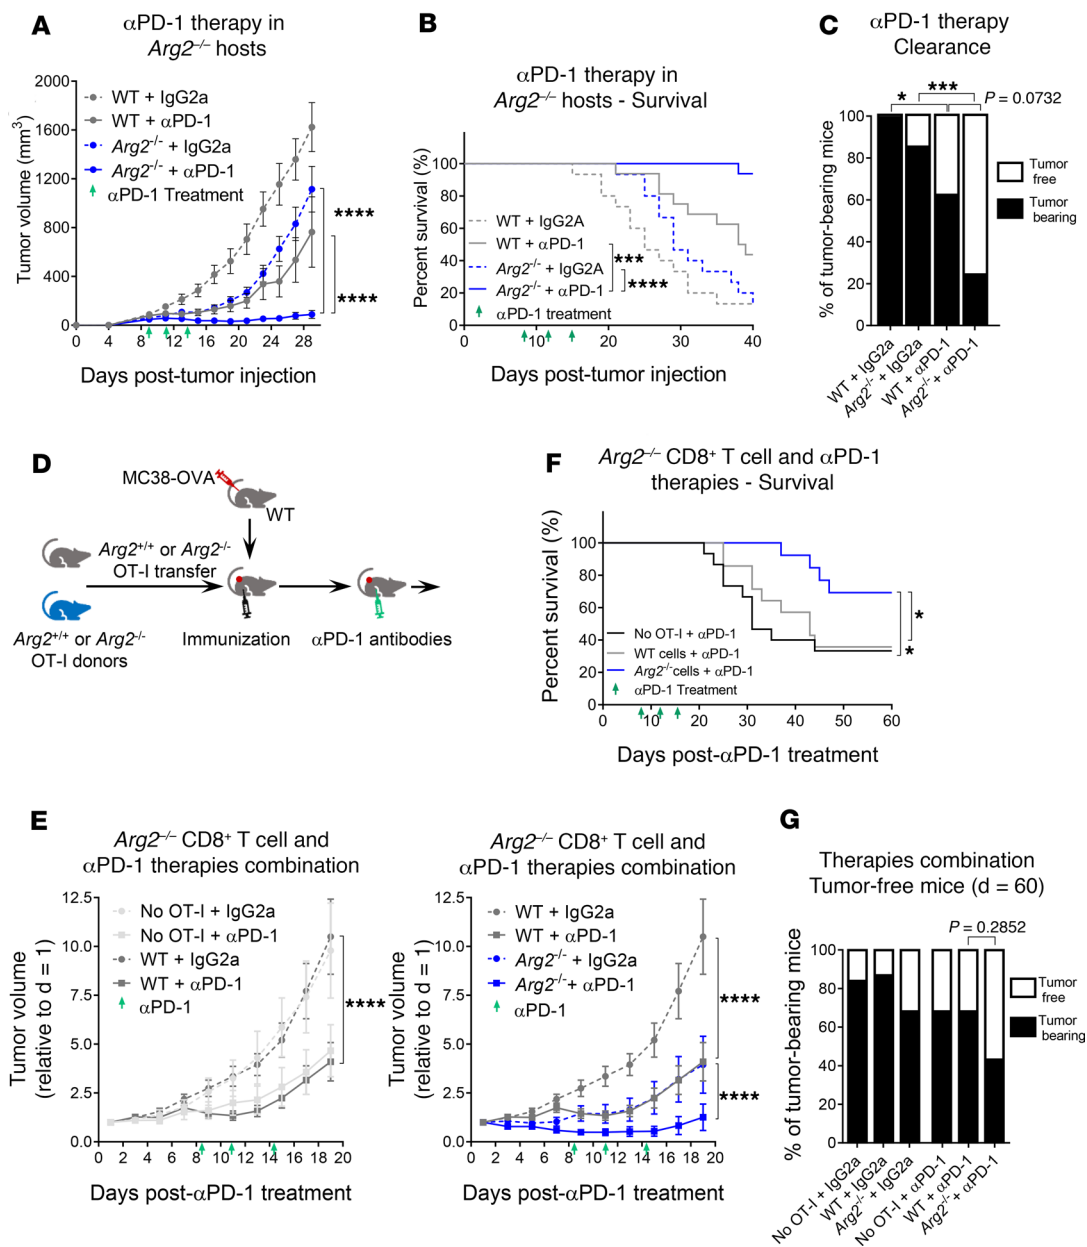 A
αPD-1 therapy in
Arg2–/– hosts
Tumor volume (mm3)
2000
1600
1200
800
400
0
WT + IgG2a
WT + αPD-1
Arg2-/- + IgG2a
Arg2-/- + αPD-1
αPD-1 Treatment
****
****
0 4 8 12 16 20 24 28
Days post-tumor injection
B
αPD-1 therapy in
Arg2–/– hosts - Survival
Percent survival (%)
100
80
60
40
20
0
WT + IgG2A
WT + αPD-1
Arg2-/- + IgG2A
Arg2-/- + αPD-1
αPD-1 treatment
***
****
0 10 20 30 40
Days post-tumor injection
C
αPD-1 therapy
Clearance
* *** P = 0.0732
% of tumor-bearing mice
100
80
60
40
20
0
Tumor
free
Tumor
bearing
WT + IgG2a
Arg2-/- + IgG2a
WT + αPD-1
Arg2-/- + αPD-1
D
MC38-OVA
WT
Arg2+/+ or Arg2-/-
OT-I transfer
Arg2+/+ or Arg2-/-
OT-I donors
Immunization
αPD-1 antibodies
F
Arg2–/– CD8+ T cell and αPD-1
therapies - Survival
Percent survival (%)
100
80
60
40
20
0
No OT-I + αPD-1
WT cells + αPD-1
Arg2-/-cells + αPD-1
αPD-1 Treatment
*
*
0 10 20 30 40 50 60
Days post-αPD-1 treatment
E
Arg2–/– CD8+ T cell and
αPD-1 therapies combination
Tumor volume
(relative to d = 1)
12.5
10.0
7.5
5.0
2.5
0.0
No OT-I + IgG2a
No OT-I + αPD-1
WT + IgG2a
WT + αPD-1
αPD-1
****
0 2 4 6 8 10 12 14 16 18 20
Days post-αPD-1 treatment
Arg2–/– CD8+ T cell and
αPD-1 therapies combination
Tumor volume
(relative to d = 1)
12.5
10.0
7.5
5.0
2.5
0.0
WT + IgG2a
WT + αPD-1
Arg2-/- + IgG2a
Arg2-/-+ αPD-1
αPD-1
****
****
0 2 4 6 8 10 12 14 16 18 20
Days post-αPD-1 treatment
G
Therapies combination
Tumor-free mice (d = 60)
P = 0.2852
% of tumor-bearing mice
100
80
60
40
20
0
Tumor
free
Tumor
bearing
No OT-I + IgG2a
WT + IgG2a
Arg2-/- + IgG2a
No OT-I + αPD-1
WT + αPD-1
Arg2-/- + αPD-1